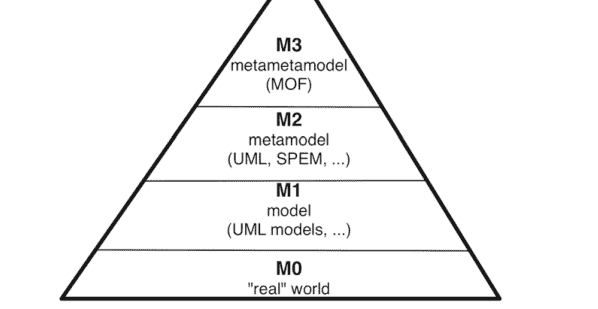 M3
metametamodel
(MOF)
M2
metamodel
(UML, SPEM, ...)
M1
model
(UML models, ...)
M0
"real" world